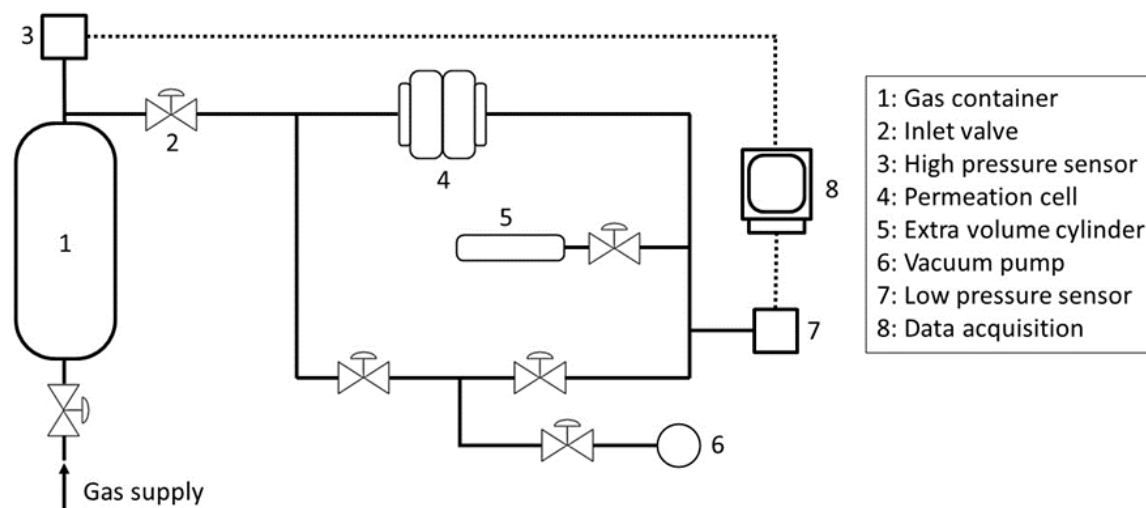 3
2
4
1
5
8
7
6
Gas supply
1: Gas container
2: Inlet valve
3: High pressure sensor
4: Permeation cell
5: Extra volume cylinder
6: Vacuum pump
7: Low pressure sensor
8: Data acquisition